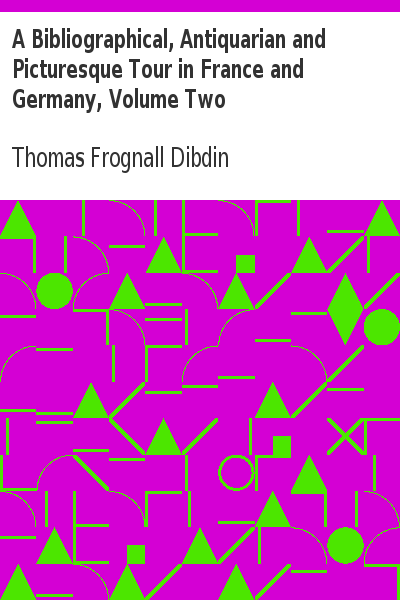 A Bibliographical, Antiquarian and
Picturesque Tour in France and
Germany, Volume Two
Thomas Frognall Dibdin